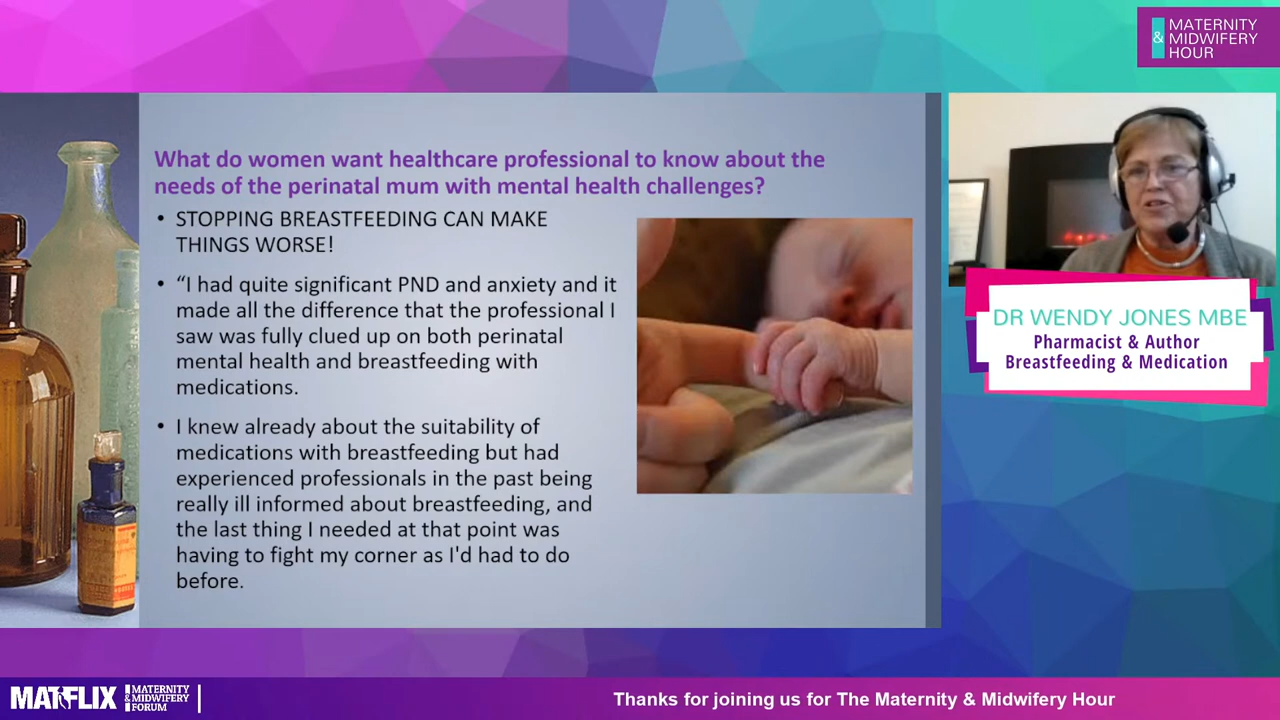 MATERNITY
& MIDWIFERY
HOUR
What do women want healthcare professional to know about the
needs of the perinatal mum with mental health challenges?
• STOPPING BREASTFEEDING CAN MAKE
THINGS WORSE!
• “I had quite significant PND and anxiety and it
made all the difference that the professional I
saw was fully clued up on both perinatal
mental health and breastfeeding with
medications.
• I knew already about the suitability of
medications with breastfeeding but had
experienced professionals in the past being
really ill informed about breastfeeding, and
the last thing I needed at that point was
having to fight my corner as I'd had to do
before.
DR WENDY JONES MBE
Pharmacist & Author
Breastfeeding & Medication
MATFLIX
MATERNITY
& MIDWIFERY
FORUM
Thanks for joining us for The Maternity & Midwifery Hour